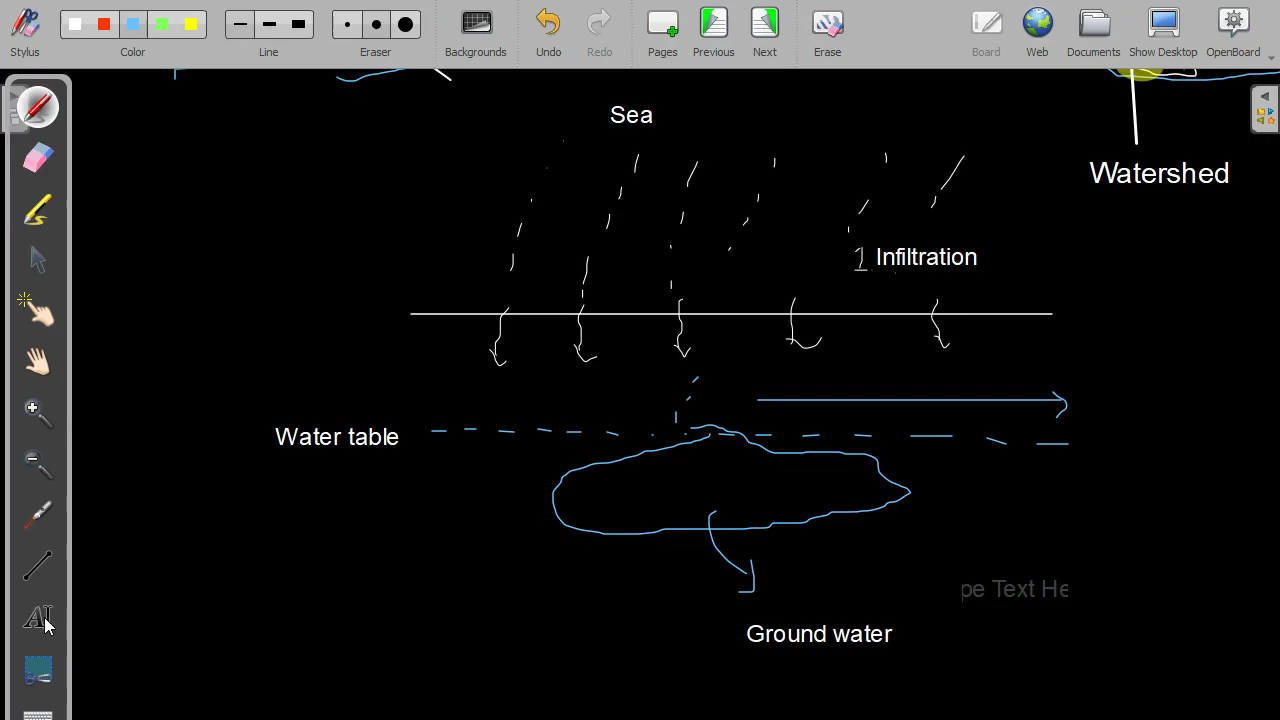 Stylus
Color
Line
Eraser
Backgrounds
Undo
Redo
Pages
Previous
Next
Erase
Board
Web
Documents
Show Desktop
OpenBoard
Sea
Watershed
1 Infiltration
Water table
pe Text He
Ground water